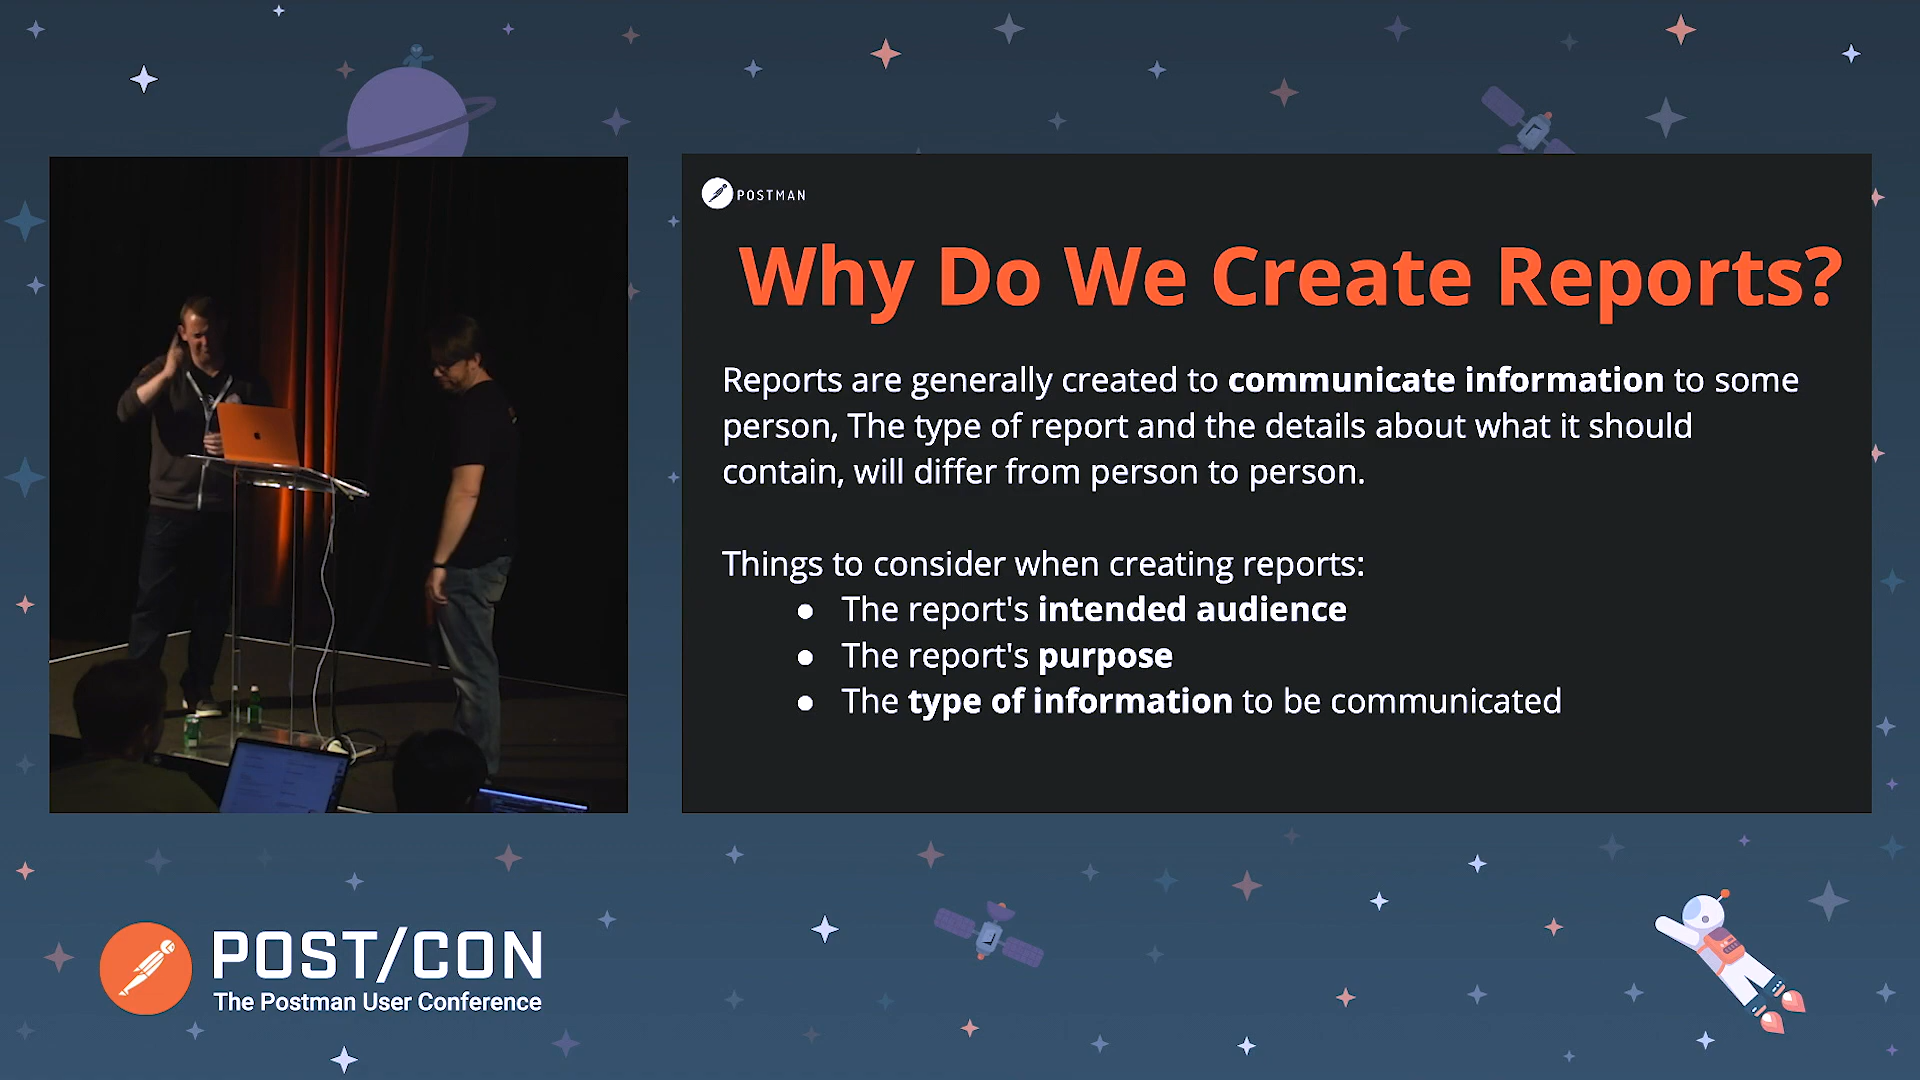 POSTMAN
Why Do We Create Reports?
Reports are generally created to communicate information to some
person, The type of report and the details about what it should
contain, will differ from person to person.
Things to consider when creating reports:
● The report's intended audience
● The report's purpose
● The type of information to be communicated
POST/CON
The Postman User Conference